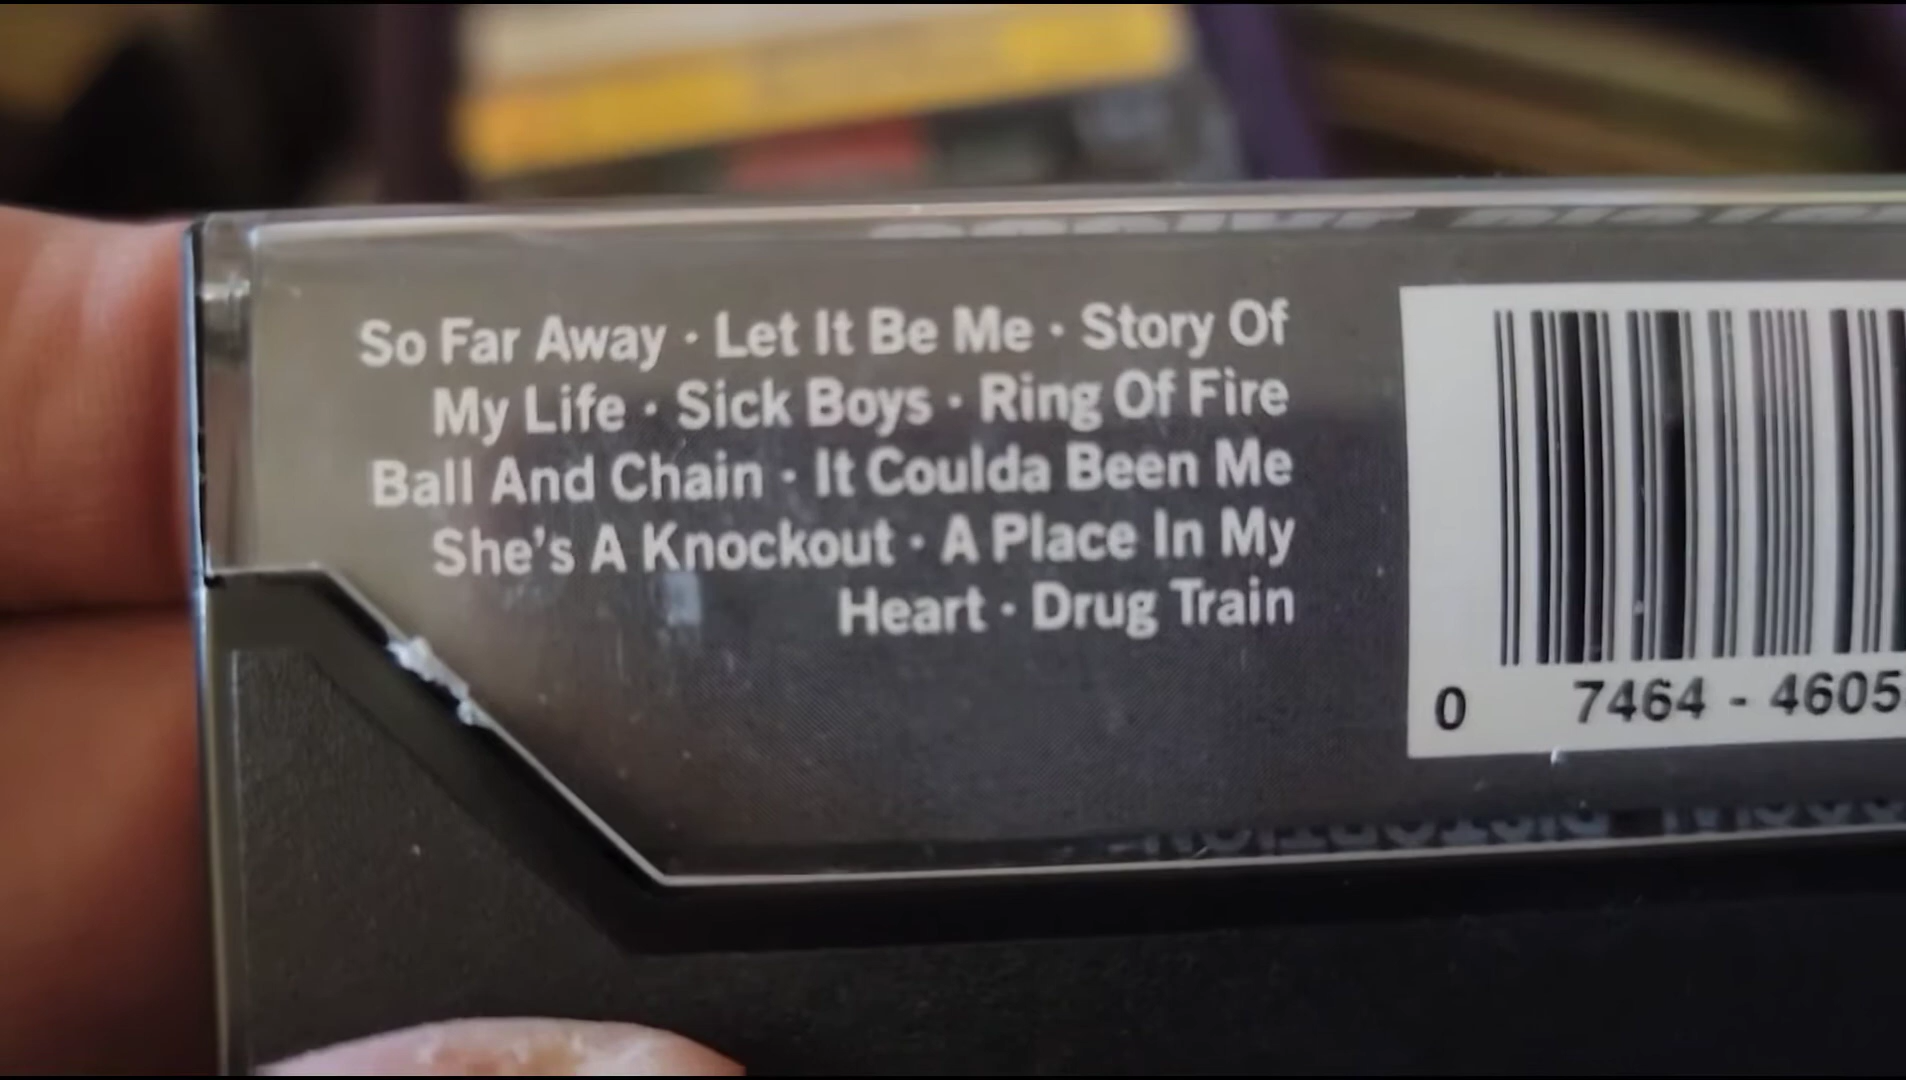 So Far Away · Let It Be Me · Story Of
My Life · Sick Boys · Ring Of Fire
Ball And Chain · It Coulda Been Me
She's A Knockout · A Place In My
Heart · Drug Train
0 7464 - 4605